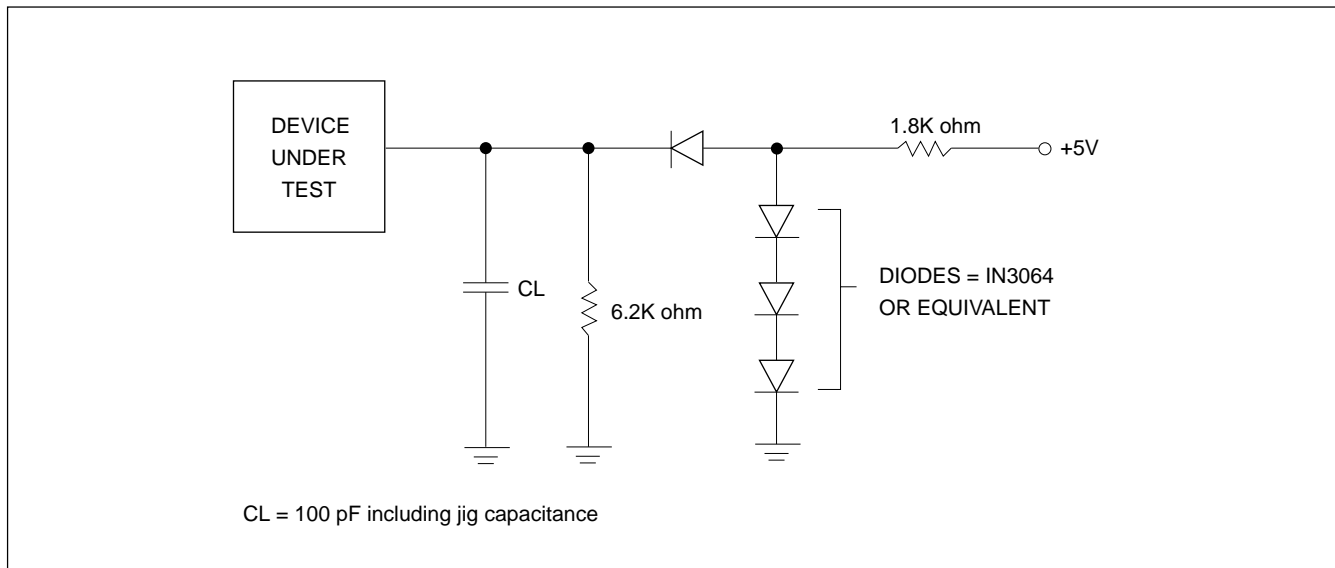 DEVICE
UNDER
TEST
1.8K ohm
+5V
CL
6.2K ohm
DIODES = IN3064
OR EQUIVALENT
CL = 100 pF including jig capacitance